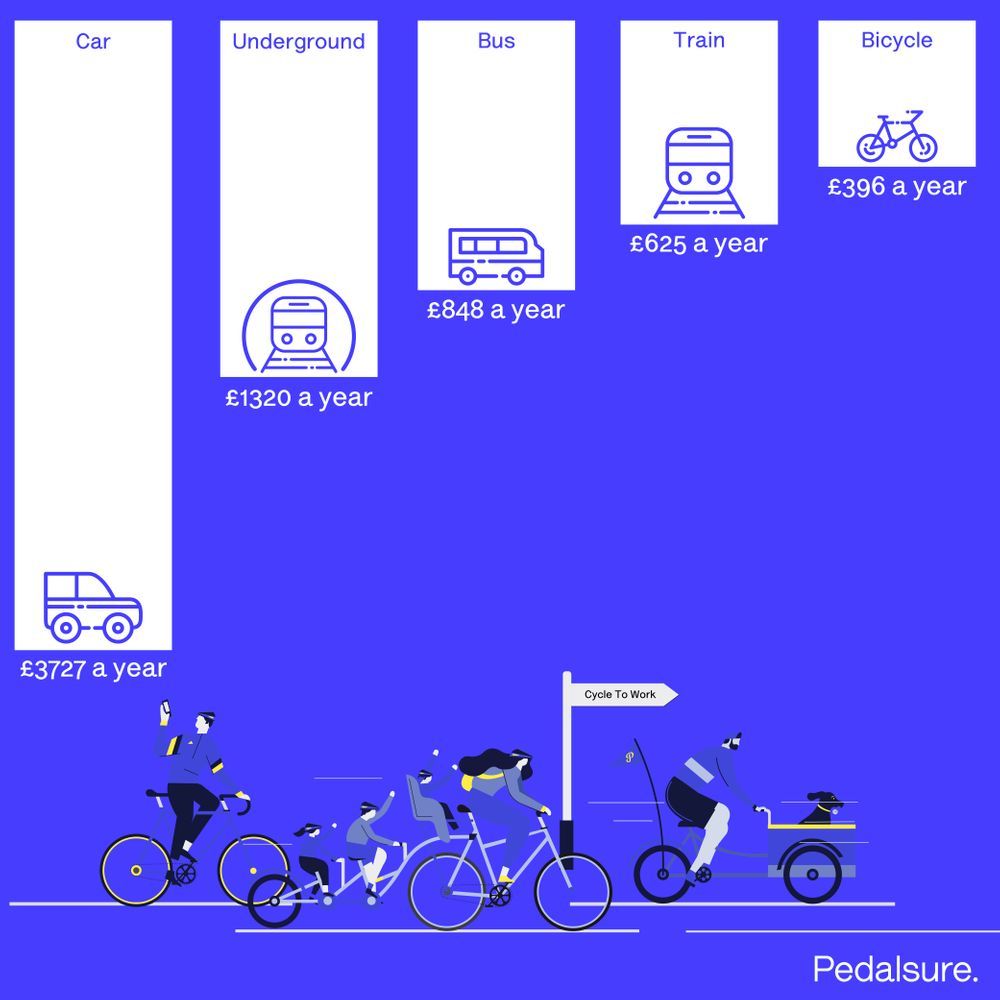 Car
£3727 a year
Underground
£1320 a year
Bus
£848 a year
Train
£625 a year
Bicycle
£396 a year
Cycle To Work
P
Pedalsure.